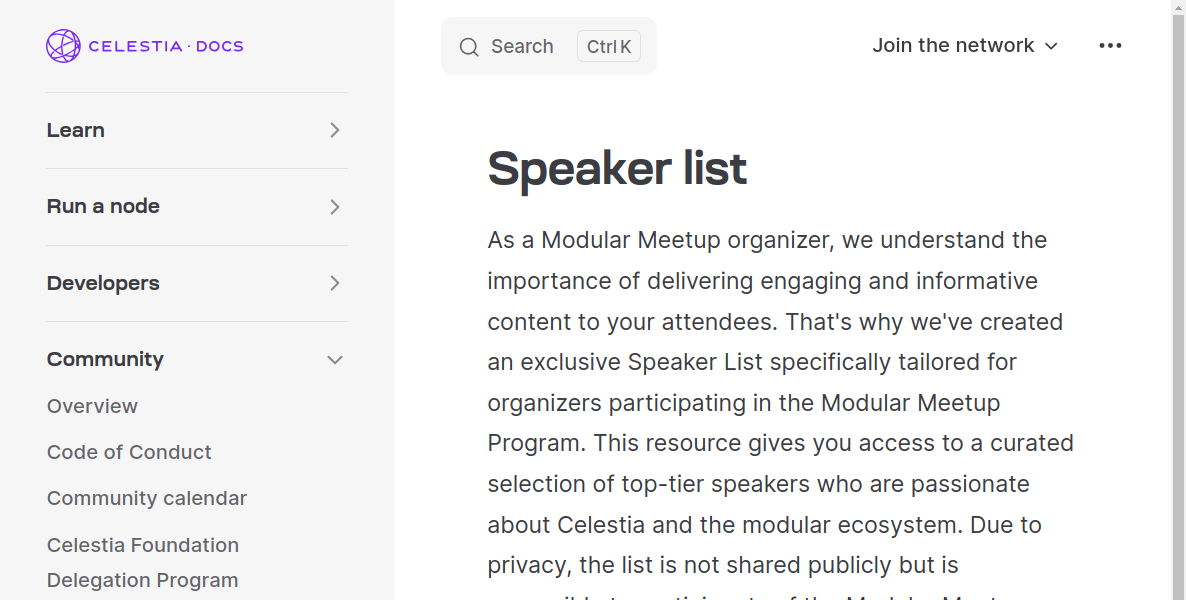 CELESTIA · DOCS
Search
Ctrl K
Join the network
Learn
Run a node
Developers
Community
Overview
Code of Conduct
Community calendar
Celestia Foundation
Delegation Program
Speaker list
As a Modular Meetup organizer, we understand the
importance of delivering engaging and informative
content to your attendees. That's why we've created
an exclusive Speaker List specifically tailored for
organizers participating in the Modular Meetup
Program. This resource gives you access to a curated
selection of top-tier speakers who are passionate
about Celestia and the modular ecosystem. Due to
privacy, the list is not shared publicly but is